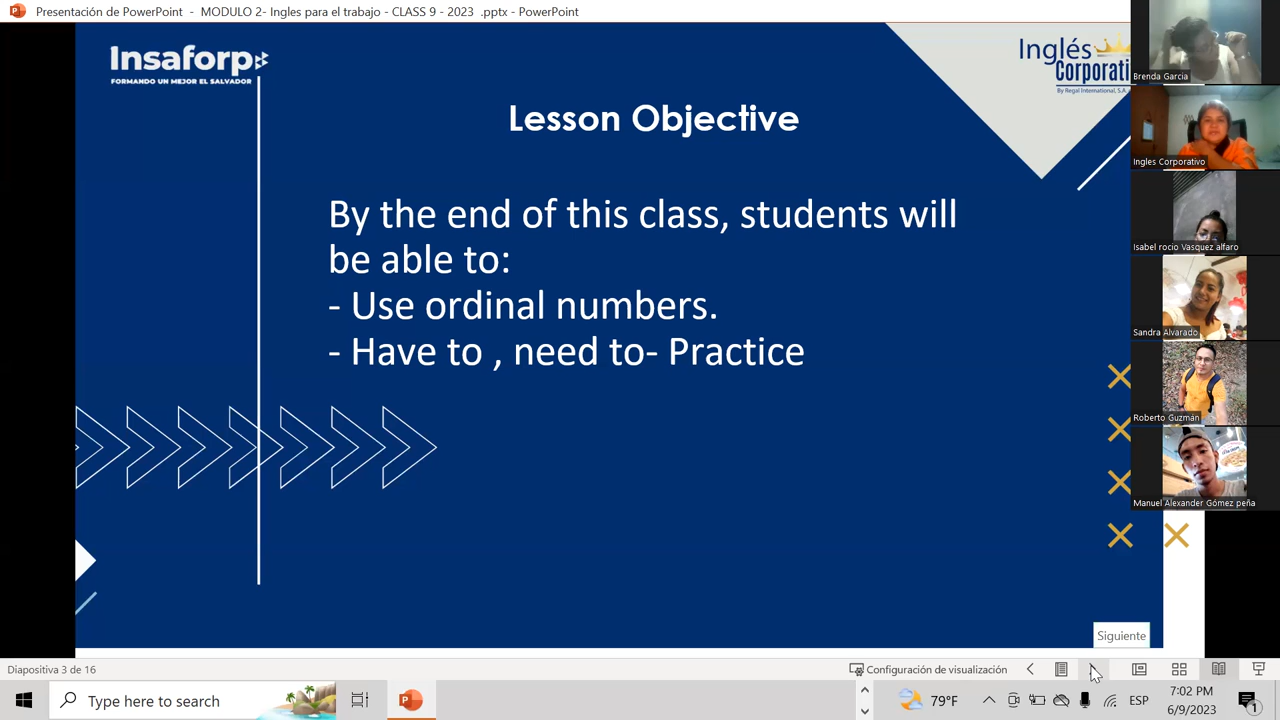 Presentación de PowerPoint - MODULO 2- Ingles para el trabajo - CLASS 9 - 2023 .pptx - PowerPoint
Insaforp
FORMANDO UN MEJOR EL SALVADOR
Inglés
Corporati
By Regal International, S.A.
Lesson Objective
By the end of this class, students will
be able to:
- Use ordinal numbers.
- Have to , need to- Practice
Brenda Garcia
Ingles Corporativo
Isabel rocio Vasquez alfaro
Sandra Alvarado
Roberto Guzmán
Manuel Alexander Gómez peña
Siguiente
Diapositiva 3 de 16
Configuración de visualización
Type here to search
79°F
ESP
7:02 PM
6/9/2023
1